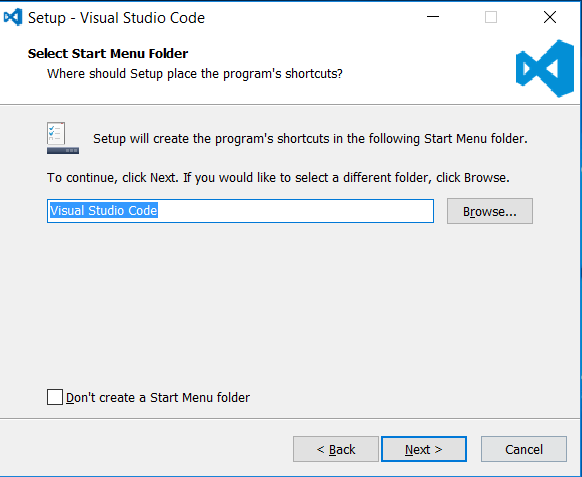 Setup - Visual Studio Code
Select Start Menu Folder
Where should Setup place the program's shortcuts?
Setup will create the program's shortcuts in the following Start Menu folder.
To continue, click Next. If you would like to select a different folder, click Browse.
Visual Studio Code
Browse...
Don't create a Start Menu folder
< Back
Next >
Cancel